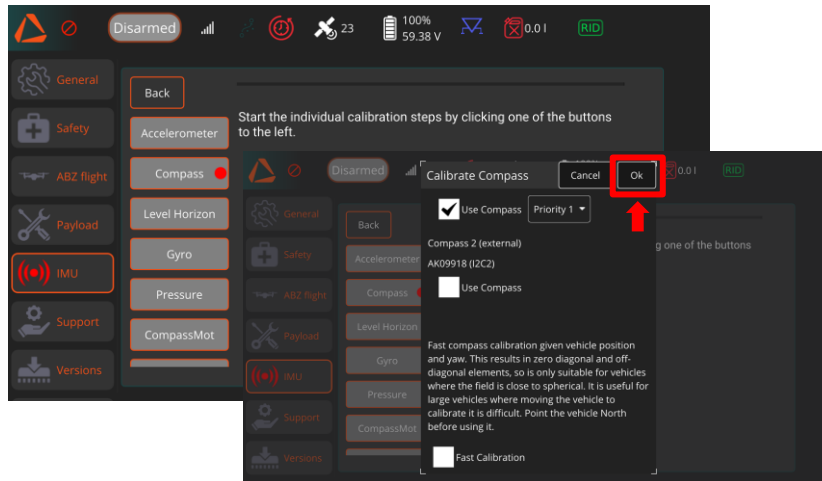 Disarmed
23
100%
59.38 V
0.0 l
RID
General
Safety
ABZ flight
Payload
IMU
Support
Versions
Back
Accelerometer
Compass
Level Horizon
Gyro
Pressure
CompassMot
Start the individual calibration steps by clicking one of the buttons
to the left.
Disarmed
0.0 l
RID
General
Safety
ABZ flight
Payload
IMU
Support
Versions
Back
Accelerometer
Compass
Level Horizon
Gyro
Pressure
CompassMot
g one of the buttons
Calibrate Compass
Cancel
Ok
Use Compass
Priority 1
Compass 2 (external)
AK09918 (I2C2)
Use Compass
Fast compass calibration given vehicle position
and yaw. This results in zero diagonal and off-
diagonal elements, so is only suitable for vehicles
where the field is close to spherical. It is useful for
large vehicles where moving the vehicle to
calibrate it is difficult. Point the vehicle North
before using it.
Fast Calibration